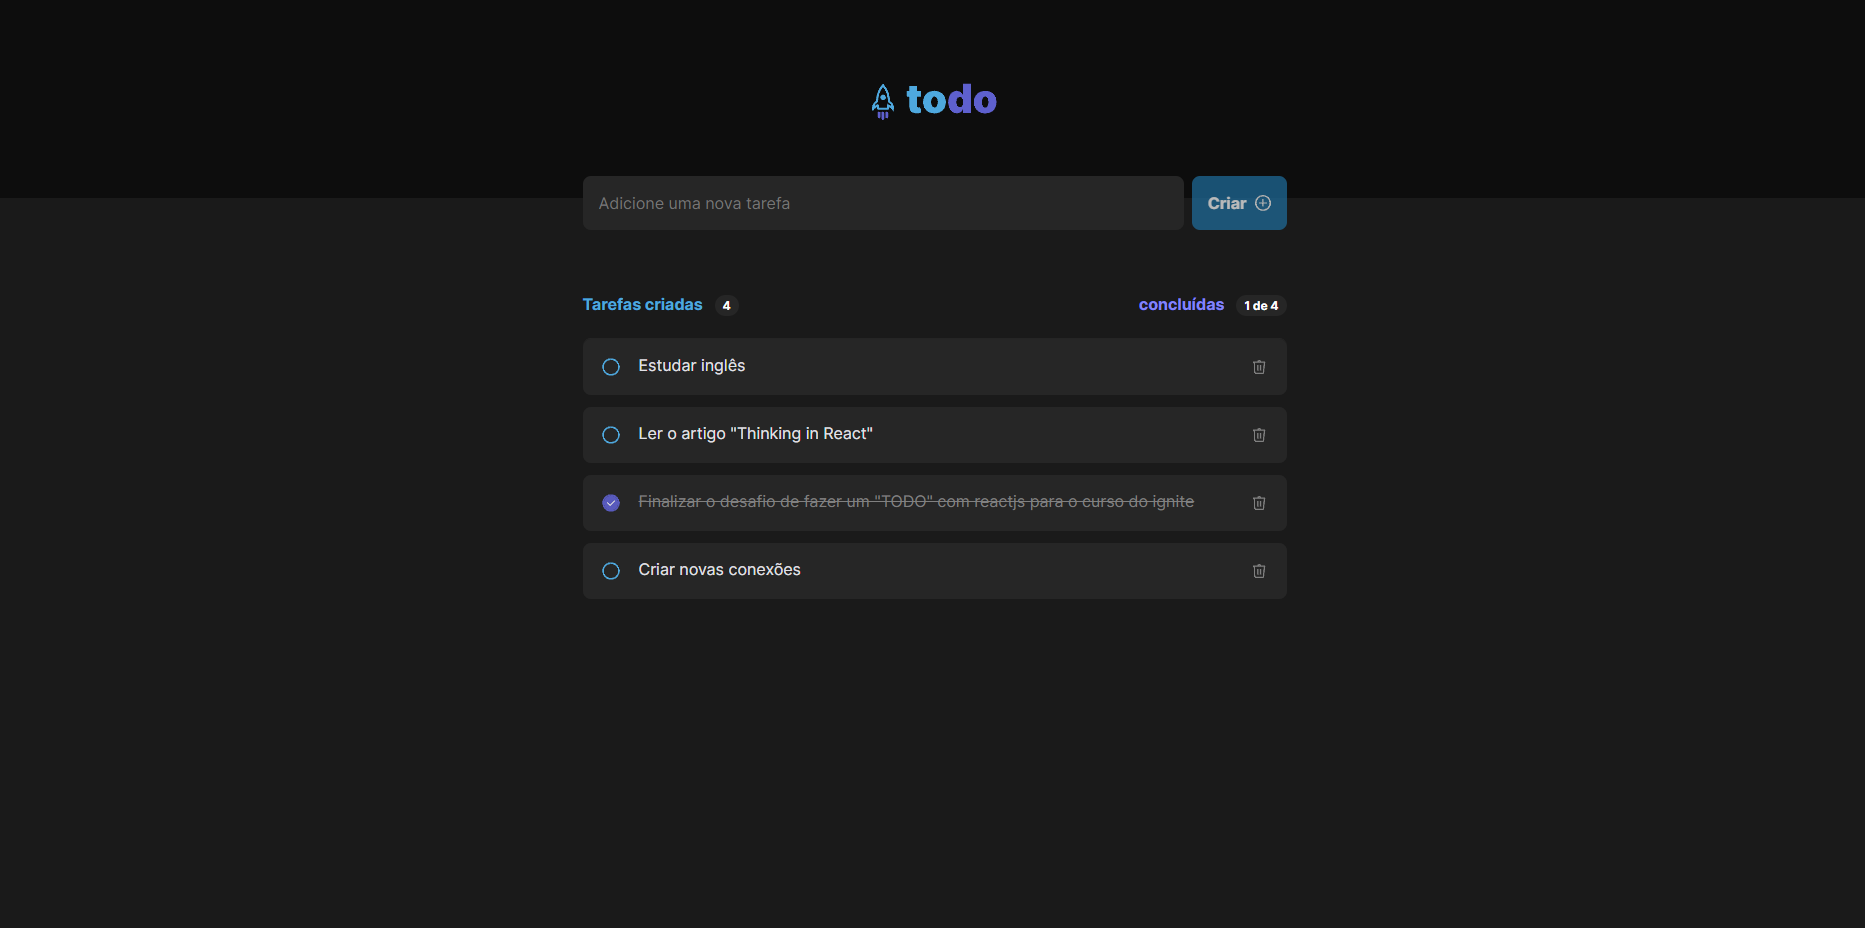 todo
Adicione uma nova tarefa
Criar
Tarefas criadas 4
concluídas 1 de 4
Estudar inglês
Ler o artigo "Thinking in React"
Finalizar o desafio de fazer um "TODO" com reactjs para o curso do ignite
Criar novas conexões